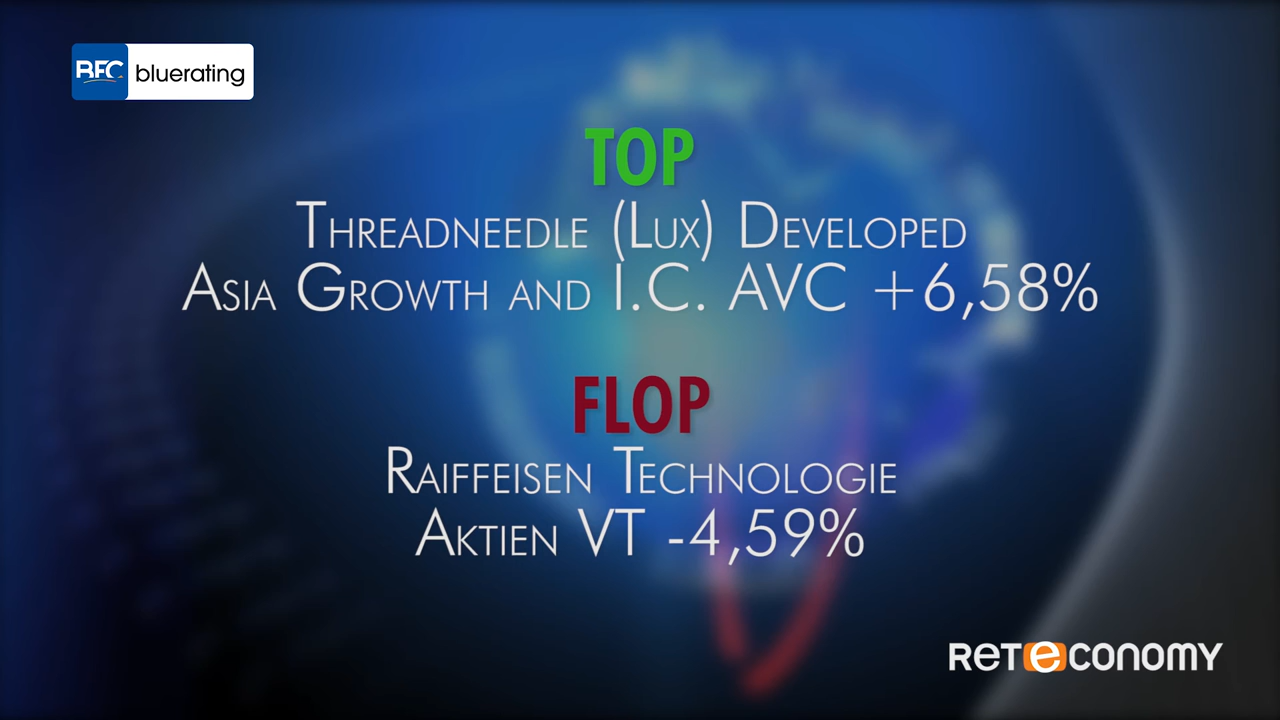 BFC bluerating
TOP
Threadneedle (Lux) Developed
Asia Growth and I.C. AVC +6,58%
FLOP
Raiffeisen Technologie
Aktien VT -4,59%
ReteConomy